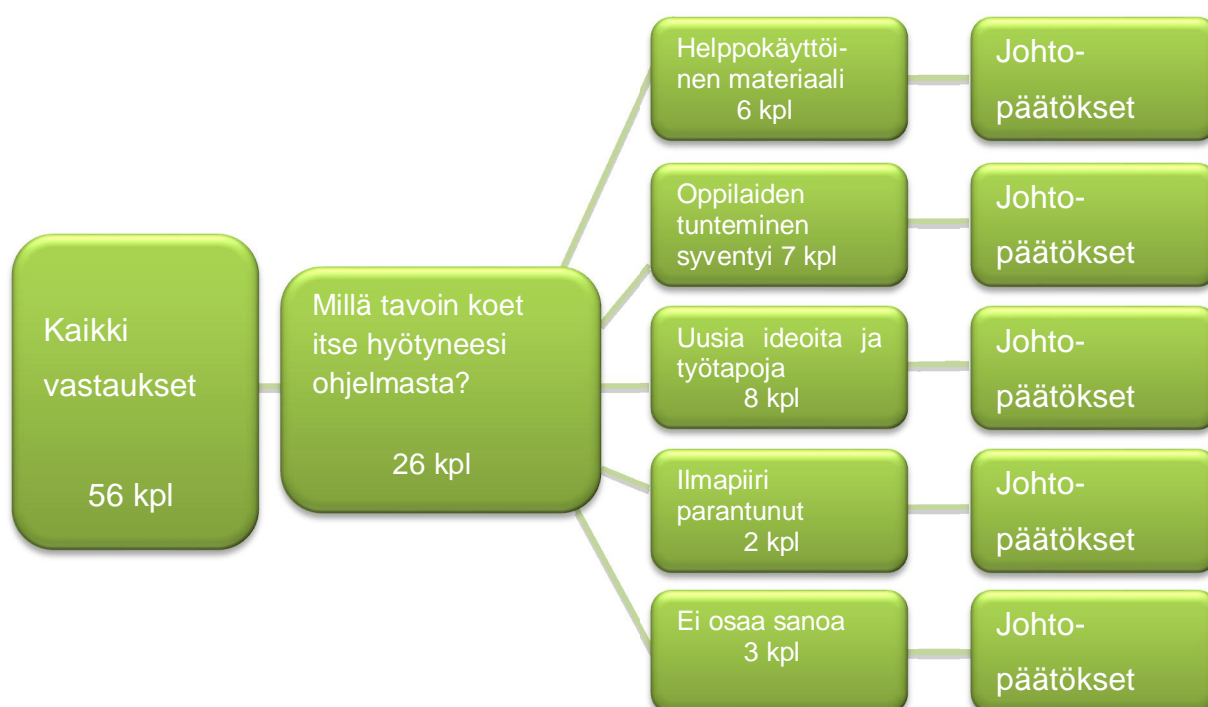 Kaikki
vastaukset
56 kpl
Millä tavoin koet
itse hyötyneesi
ohjelmasta?
26 kpl
Helppokäyttöi-
nen materiaali
6 kpl
Johto-
päätökset
Oppilaiden
tunteminen
syventyi 7 kpl
Johto-
päätökset
Uusia ideoita ja
työtapoja
8 kpl
Johto-
päätökset
Ilmapiiri
parantunut
2 kpl
Johto-
päätökset
Ei osaa sanoa
3 kpl
Johto-
päätökset